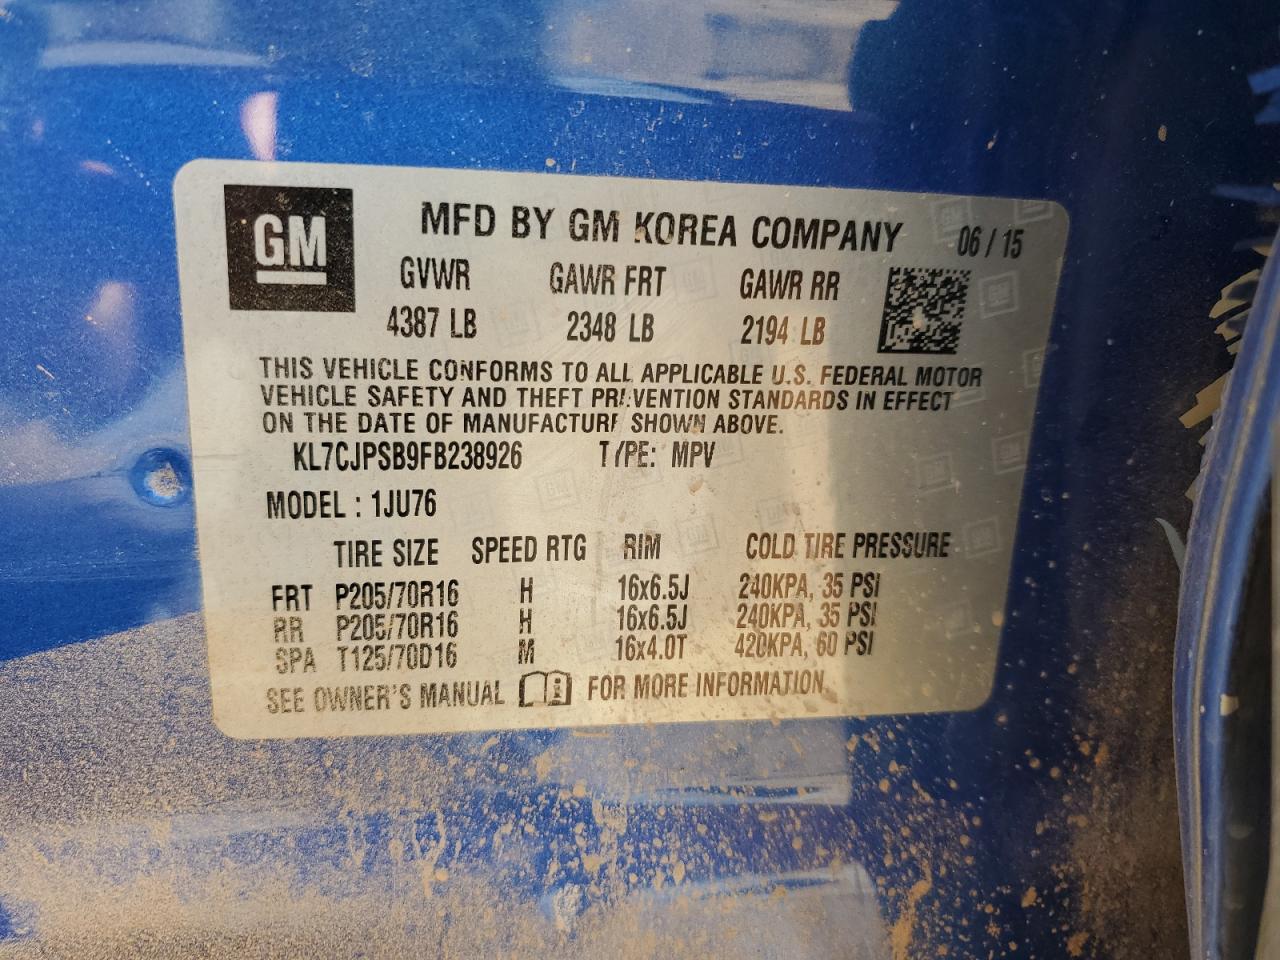 GM
MFD BY GM KOREA COMPANY 06 / 15
GVWR GAWR FRT GAWR RR
4387 LB 2348 LB 2194 LB
THIS VEHICLE CONFORMS TO ALL APPLICABLE U.S. FEDERAL MOTOR
VEHICLE SAFETY AND THEFT PREVENTION STANDARDS IN EFFECT
ON THE DATE OF MANUFACTURE SHOWN ABOVE.
KL7CJPSB9FB238926 TYPE: MPV
MODEL : 1JU76
TIRE SIZE SPEED RTG RIM COLD TIRE PRESSURE
FRT P205/70R16 H 16x6.5J 240KPA, 35 PSI
RR P205/70R16 H 16x6.5J 240KPA, 35 PSI
SPA T125/70D16 M 16x4.0T 420KPA, 60 PSI
SEE OWNER'S MANUAL FOR MORE INFORMATION